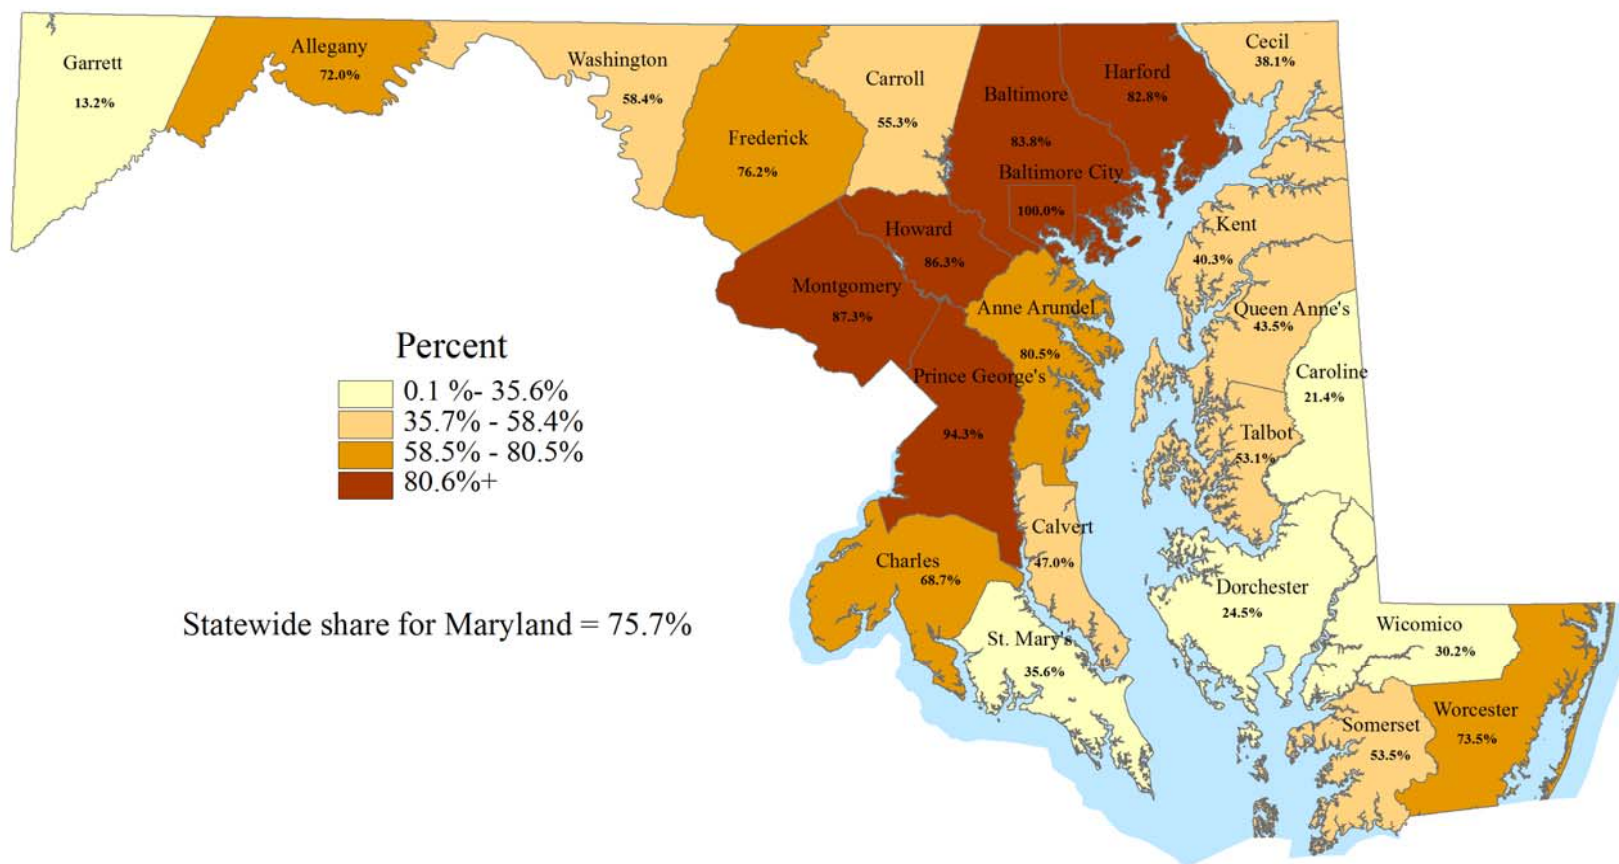 Garrett
13.2%
Allegany
72.0%
Washington
58.4%
Frederick
76.2%
Carroll
55.3%
Baltimore
83.8%
Harford
82.8%
Cecil
38.1%
Baltimore City
100.0%
Howard
86.3%
Montgomery
87.3%
Anne Arundel
80.5%
Prince George's
94.3%
Kent
40.3%
Queen Anne's
43.5%
Caroline
21.4%
Talbot
53.1%
Calvert
47.0%
Charles
68.7%
St. Mary's
35.6%
Dorchester
24.5%
Wicomico
30.2%
Somerset
53.5%
Worcester
73.5%
Percent
0.1 %- 35.6%
35.7% - 58.4%
58.5% - 80.5%
80.6%+
Statewide share for Maryland = 75.7%